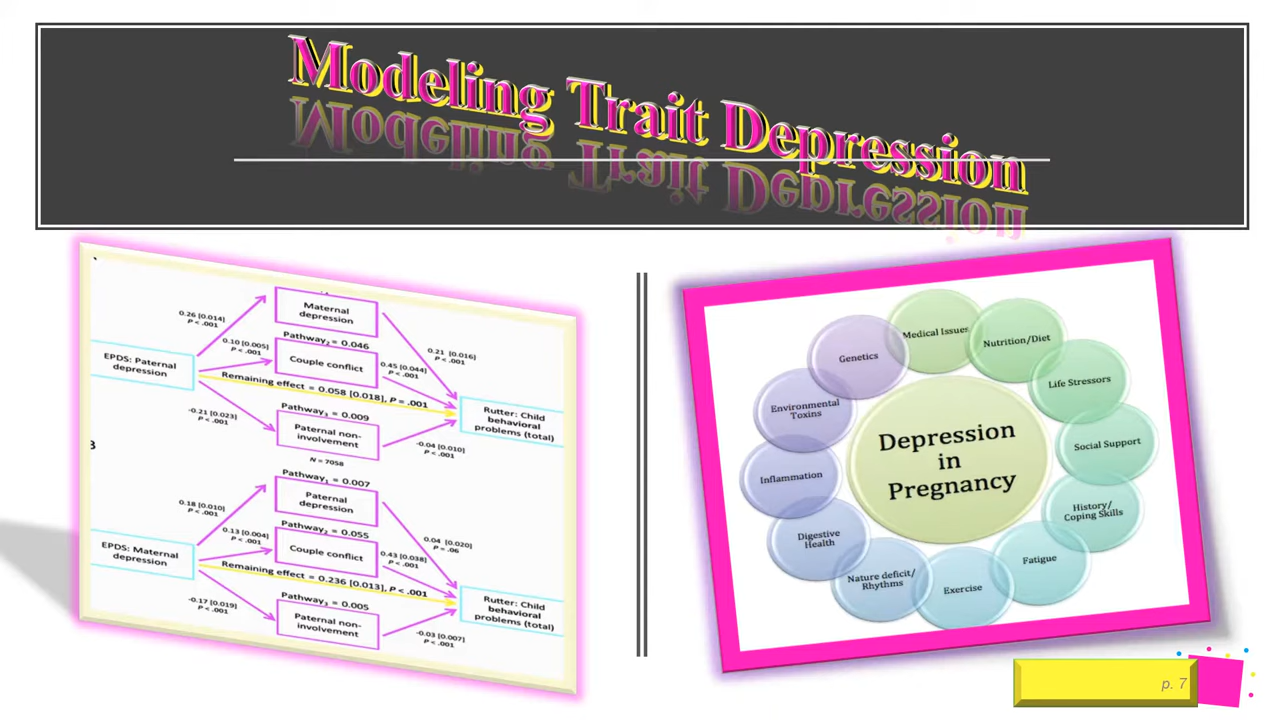 Modeling Trait Depression
Maternal
depression
0.26 [0.014]
P < .001
0.21 [0.016]
P < .001
Pathway2 = 0.046
0.10 [0.005]
P < .001
Couple conflict
0.45 [0.044]
P < .001
EPDS: Paternal
depression
Remaining effect = 0.058 [0.018], P = .001
Rutter: Child
behavioral
problems (total)
-0.21 [0.023]
P < .001
Pathway3 = 0.009
Paternal non-
involvement
-0.04 [0.010]
P < .001
N = 7058
B
Pathway1 = 0.007
Paternal
depression
0.18 [0.010]
P < .001
0.04 [0.020]
P = .06
Pathway2 = 0.055
0.13 [0.004]
P < .001
Couple conflict
0.43 [0.038]
P < .001
EPDS: Maternal
depression
Remaining effect = 0.236 [0.013], P < .001
Rutter: Child
behavioral
problems (total)
-0.17 [0.019]
P < .001
Pathway3 = 0.005
Paternal non-
involvement
-0.03 [0.007]
P < .001
Depression
in
Pregnancy
Medical Issues
Nutrition/Diet
Life Stressors
Social Support
History/
Coping Skills
Fatigue
Exercise
Nature deficit/
Rhythms
Digestive
Health
Inflammation
Environmental
Toxins
Genetics
p. 7